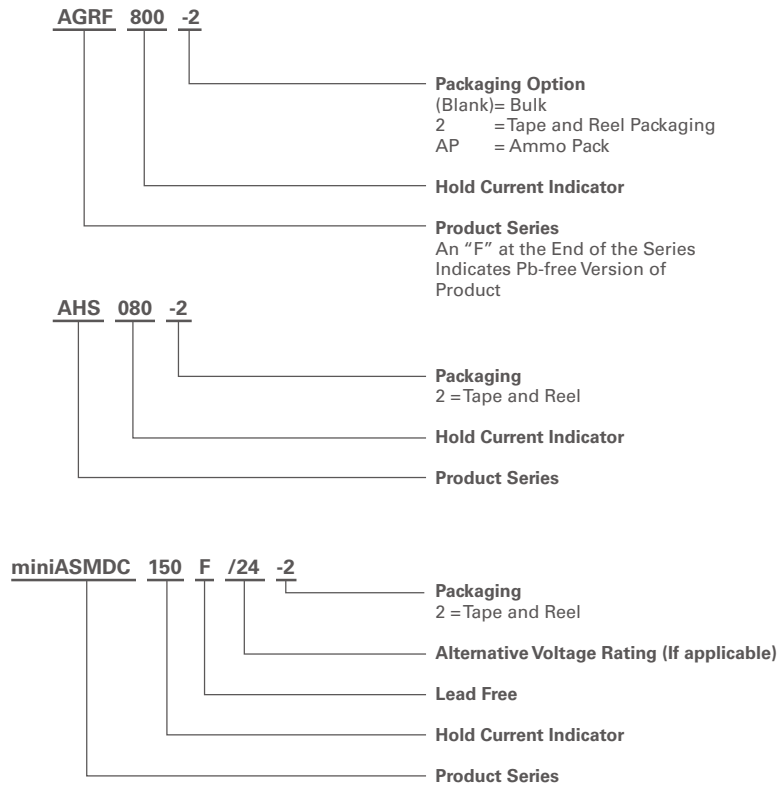 AGRF 800 -2
Packaging Option
(Blank)= Bulk
2 =Tape and Reel Packaging
AP = Ammo Pack
Hold Current Indicator
Product Series
An “F” at the End of the Series
Indicates Pb-free Version of
Product
AHS 080 -2
Packaging
2 =Tape and Reel
Hold Current Indicator
Product Series
miniASMDC 150 F /24 -2
Packaging
2 =Tape and Reel
Alternative Voltage Rating (If applicable)
Lead Free
Hold Current Indicator
Product Series